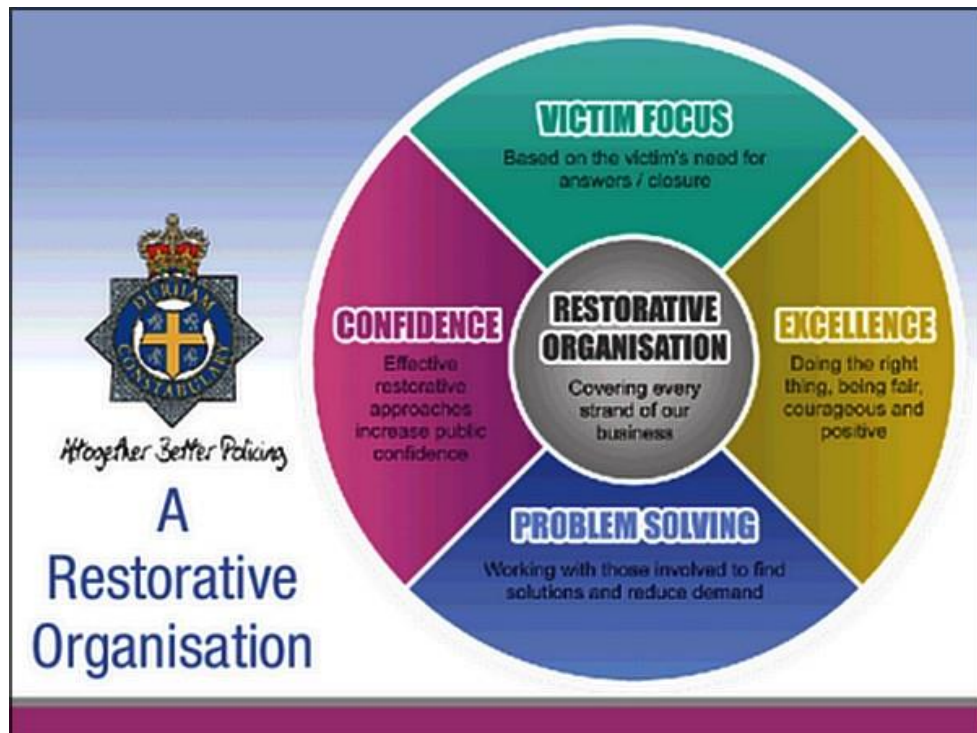 VICTIM FOCUS
Based on the victim's need for
answers / closure
DURHAM
CONSTABULARY
Altogether Better Policing
A
Restorative
Organisation
CONFIDENCE
Effective
restorative
approaches
increase public
confidence
RESTORATIVE
ORGANISATION
Covering every
strand of our
business
EXCELLENCE
Doing the right
thing, being fair,
courageous and
positive
PROBLEM SOLVING
Working with those involved to find
solutions and reduce demand